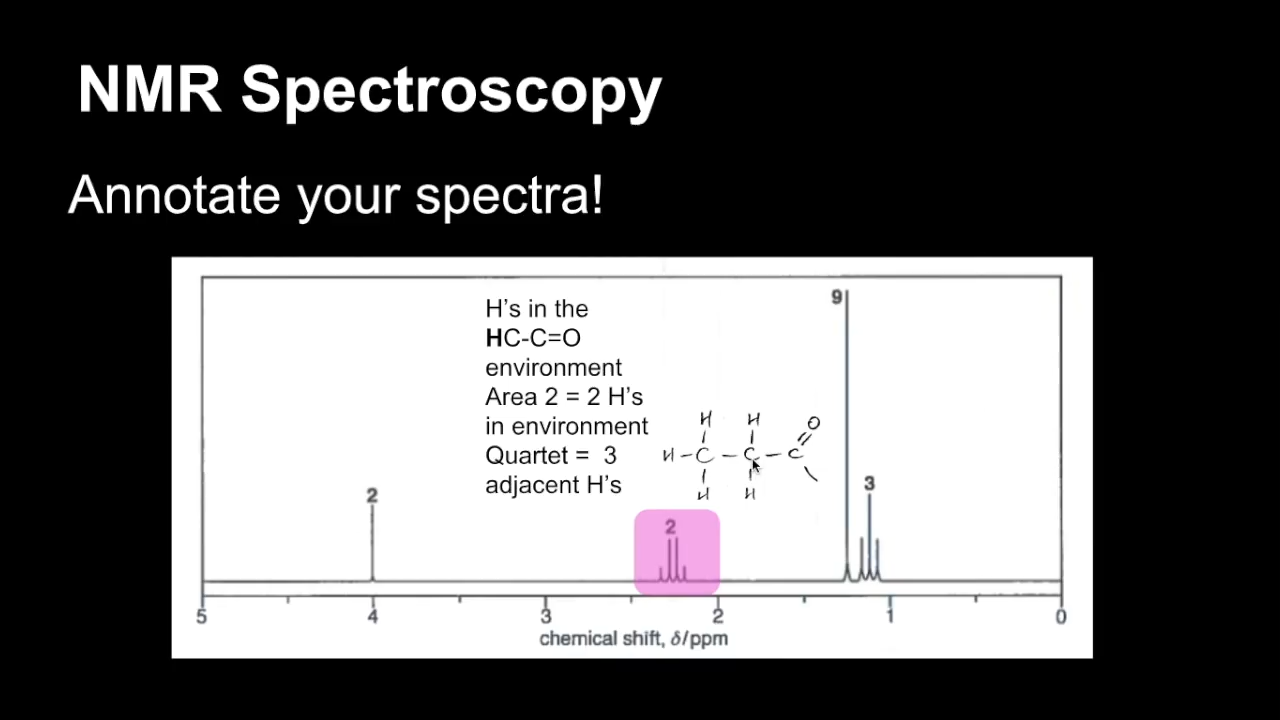 NMR Spectroscopy
Annotate your spectra!
H's in the
HC-C=O
environment
Area 2 = 2 H's
in environment
Quartet = 3
adjacent H's
H H O
H-C-C-C
H H
9
3
2
2
5 4 3 2 1 0
chemical shift, δ/ppm